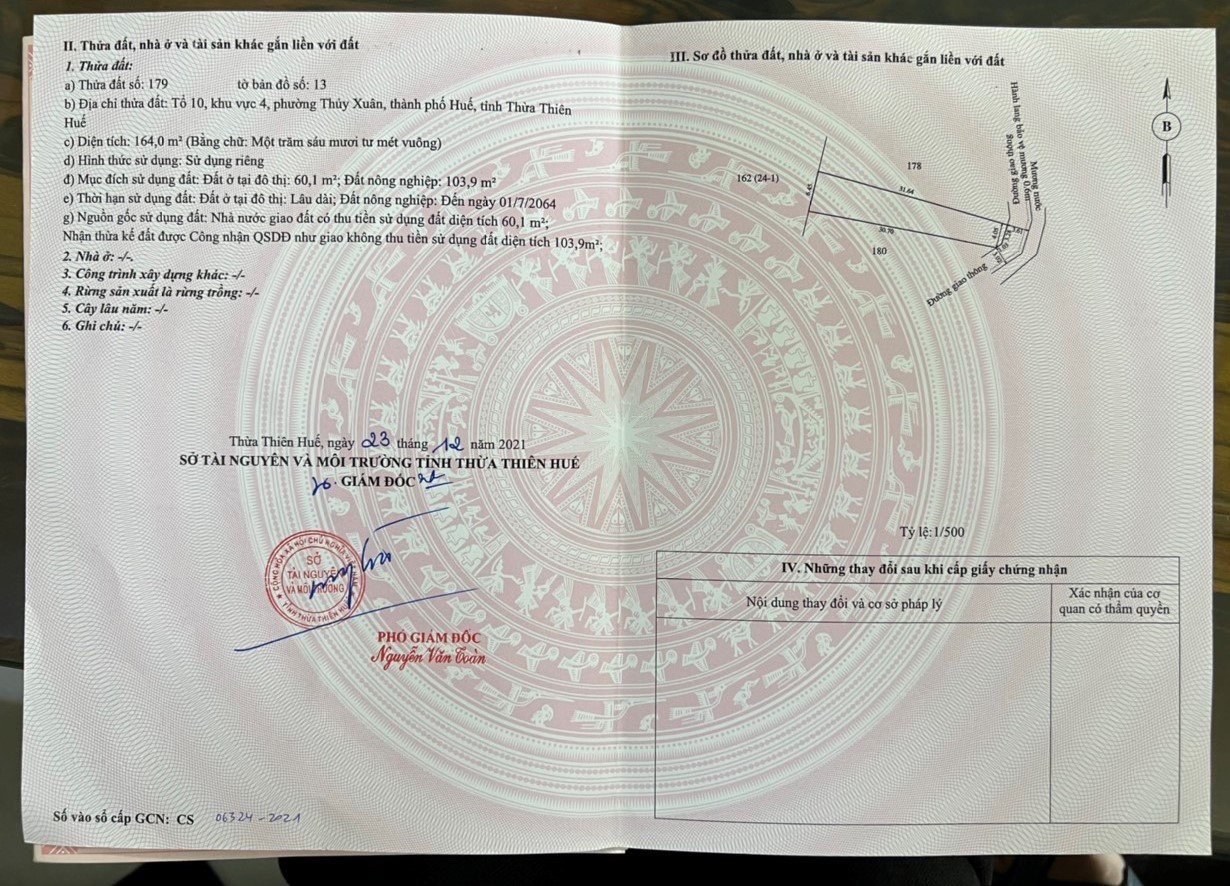 II. Thửa đất, nhà ở và tài sản khác gắn liền với đất
1. Thửa đất:
a) Thửa đất số: 179 tờ bản đồ số: 13
b) Địa chỉ thửa đất: Tổ 10, khu vực 4, phường Thủy Xuân, thành phố Huế, tỉnh Thừa Thiên
Huế
c) Diện tích: 164,0 m² (Bằng chữ: Một trăm sáu mươi tư mét vuông)
d) Hình thức sử dụng: Sử dụng riêng
đ) Mục đích sử dụng đất: Đất ở tại đô thị: 60,1 m²; Đất nông nghiệp: 103,9 m²
e) Thời hạn sử dụng đất: Đất ở tại đô thị: Lâu dài; Đất nông nghiệp: Đến ngày 01/7/2064
g) Nguồn gốc sử dụng đất: Nhà nước giao đất có thu tiền sử dụng đất diện tích 60,1 m²;
Nhận thừa kế đất được Công nhận QSDĐ như giao không thu tiền sử dụng đất diện tích 103,9m²;
2. Nhà ở: -/-.
3. Công trình xây dựng khác: -/-
4. Rừng sản xuất là rừng trồng: -/-
5. Cây lâu năm: -/-
6. Ghi chú: -/-
Thừa Thiên Huế, ngày 23 tháng 12 năm 2021
SỞ TÀI NGUYÊN VÀ MÔI TRƯỜNG TỈNH THỪA THIÊN HUẾ
GIÁM ĐỐC
CỘNG HÒA XÃ HỘI CHỦ NGHĨA VIỆT NAM
SỞ
TÀI NGUYÊN
VÀ MÔI TRƯỜNG
TỈNH THỪA THIÊN HUẾ
PHÓ GIÁM ĐỐC
Nguyễn Văn Toàn
Số vào sổ cấp GCN: CS 06324-2021
III. Sơ đồ thửa đất, nhà ở và tài sản khác gắn liền với đất
B
Hành lang bảo vệ mương 0.6m
Đường giao thông
Mương nước
178
162 (24-1)
31.64
30.76
180
Đường giao thông
Tỷ lệ: 1/500
IV. Những thay đổi sau khi cấp giấy chứng nhận
Nội dung thay đổi và cơ sở pháp lý
Xác nhận của cơ
quan có thẩm quyền